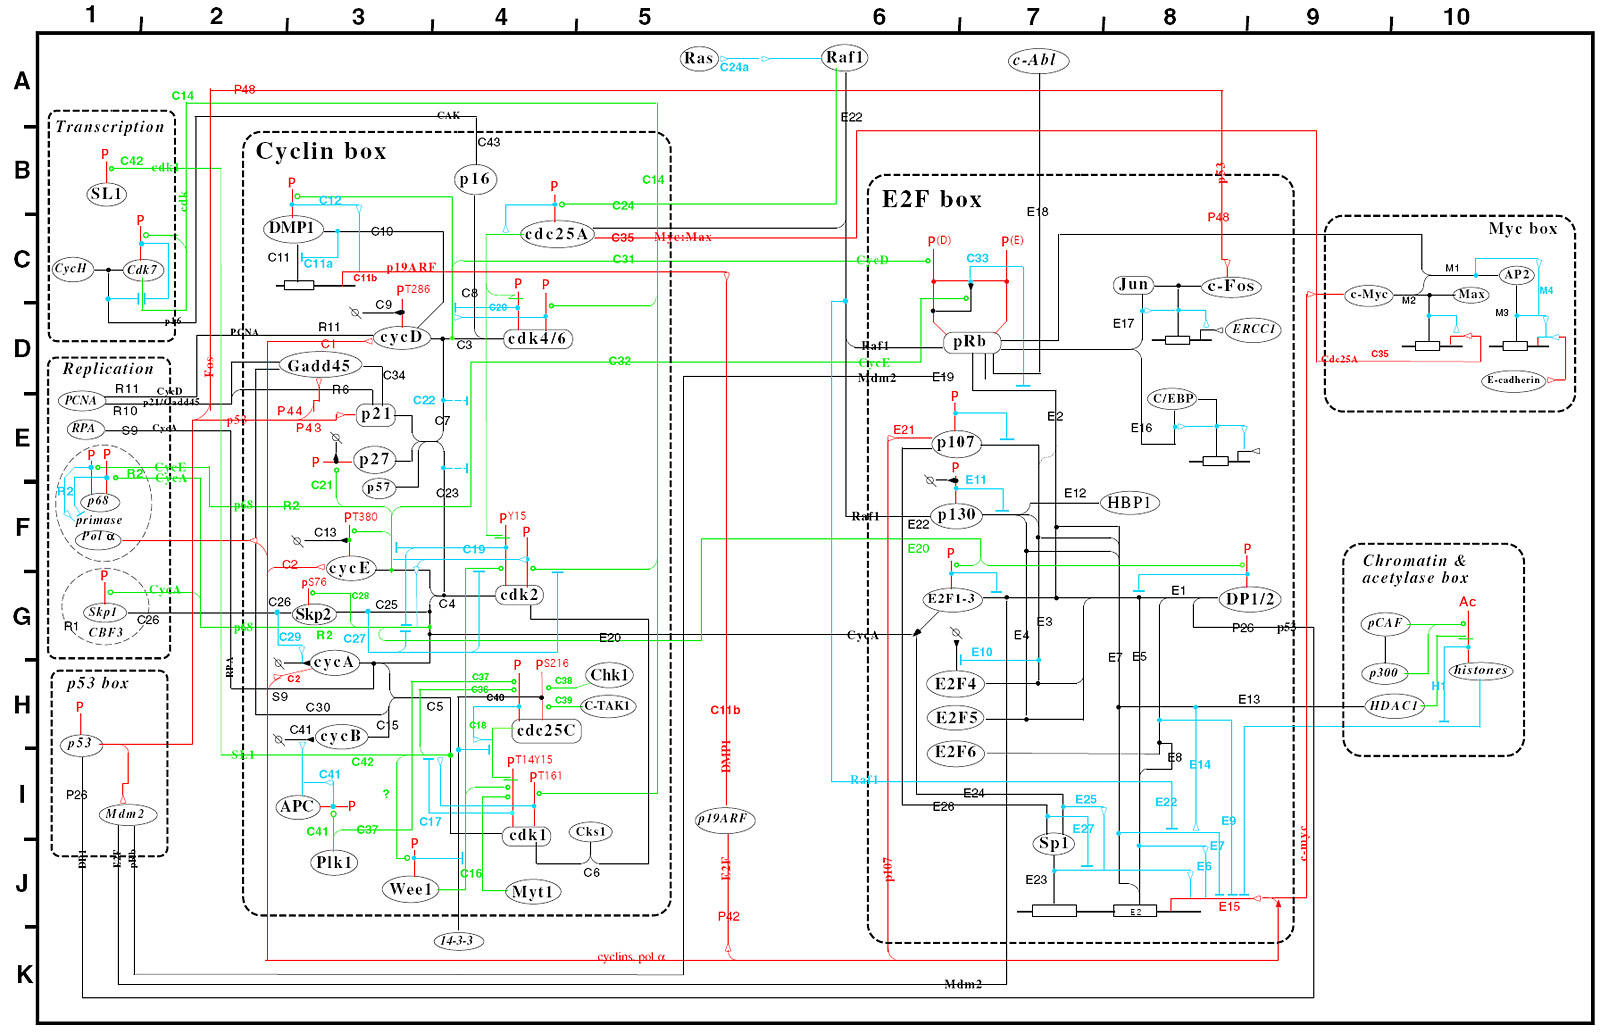 1 2 3 4 5 6 7 8 9 10
A
B
C
D
E
F
G
H
I
J
K
Ras
C24a
Raf1
c-Abl
E22
C14
P48
CAK
C43
Transcription
P
C42
cdk1
SL1
cdk
P
CycH
Cdk7
p16
Cyclin box
p16
P
C12
DMP1
C10
C11
C11a
C11b
p19ARF
P
C24
C14
cdc25A
C35
Myc:Max
C31
CycD
C8
P
P
C20
cdk4/6
C3
C9
PT286
R11
PCNA
C1
cycD
Gadd45
C34
R6
C32
CycE
Raf1
Mdm2
E19
Replication
PCNA
R11
CycD
p21/Gadd45
R10
RPA
S9
CycA
Fos
P P
CycE
R2
CycA
R2
p68
primase
Pol α
P
CycA
Skp1
CBF3
R1
C26
p53
P44
P43
p21
C22
C7
P
p27
C21
p57
C23
p68
R2
C13
PT380
C2
cycE
C19
PY15
P
cdk2
C4
PS76
C28
C26
Skp2
C25
p68
R2
C27
C29
cycA
C2
RPA
S9
C30
C15
C5
C41
cycB
E20
CycA
P
PS216
C37
C36
C38
Chk1
C40
C39
C-TAK1
C18
cdc25C
SL1
C42
PT14Y15
PT161
C41
APC
P
?
C17
C41
C37
cdk1
Cks1
Plk1
P
C16
C6
Wee1
Myt1
14-3-3
p53 box
P
p53
P26
Mdm2
E2F
pRb
C11b
DMP1
p19ARF
E2F
P42
cyclins, pol α
Mdm2
E2F box
p53
P48
E18
P(D)
P(E)
C33
pRb
Jun
c-Fos
E17
ERCC1
C/EBP
E16
E2
E21
P
p107
P
E11
p130
Raf1
E22
E12
HBP1
E20
P
P
E2F1-3
E1
DP1/2
P26
p53
E4
E3
E7
E5
E10
E2F4
E2F5
E2F6
E13
E8
E14
Raf1
E24
E26
E25
E27
E22
E9
E7
E6
Sp1
E23
E2
E15
p107
c-myc
Myc box
M1
AP2
c-Myc
M2
Max
M4
M3
Cdc25A
C35
E-cadherin
Chromatin &
acetylase box
Ac
pCAF
p300
H1
histones
HDAC1